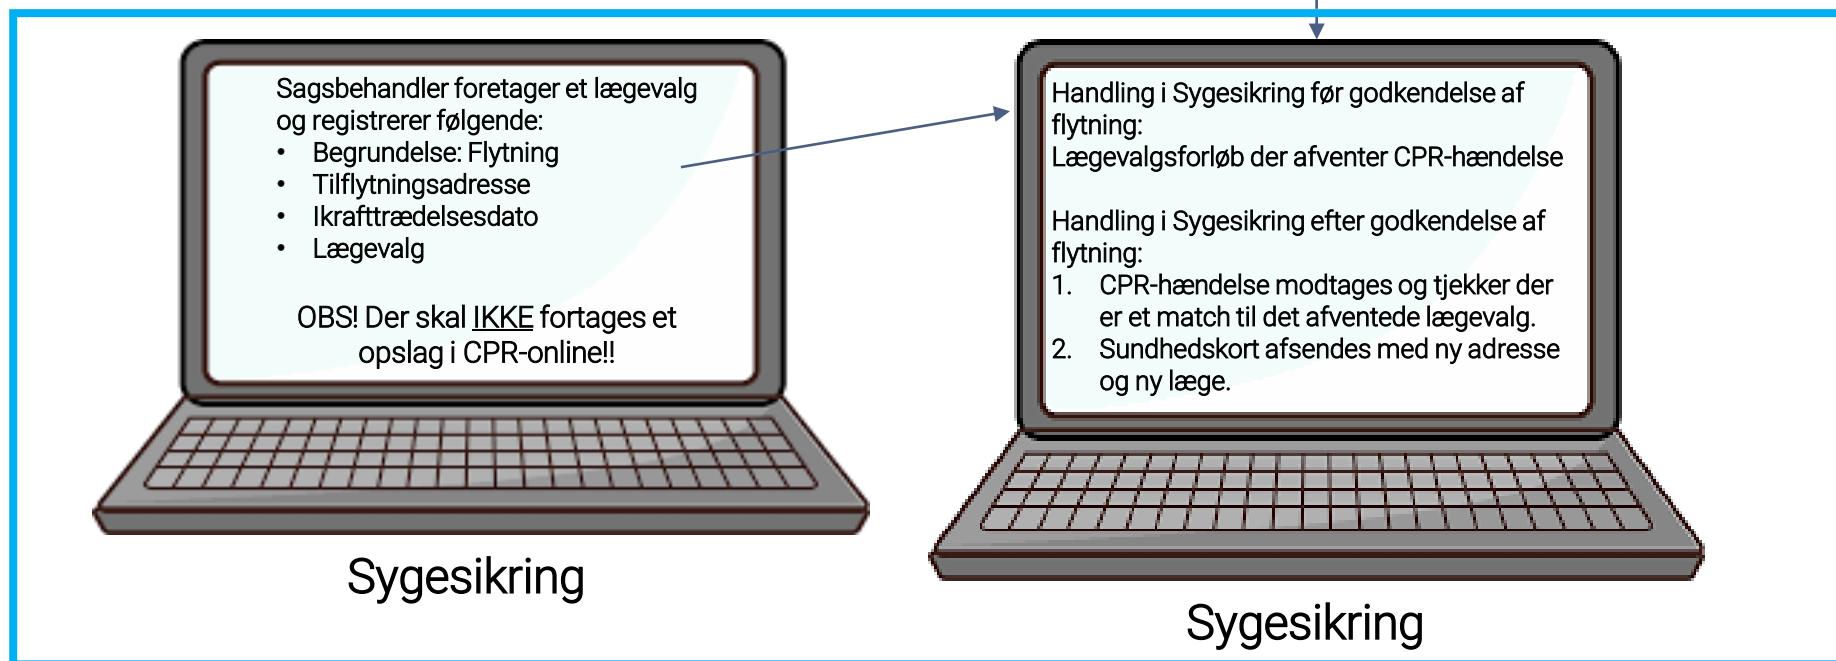 Sagsbehandler foretager et lægevalg
og registrerer følgende:
• Begrundelse: Flytning
• Tilflytningsadresse
• Ikrafttrædelsesdato
• Lægevalg
OBS! Der skal IKKE fortages et
opslag i CPR-online!!
Sygesikring
Handling i Sygesikring før godkendelse af
flytning:
Lægevalgsforløb der afventer CPR-hændelse
Handling i Sygesikring efter godkendelse af
flytning:
1. CPR-hændelse modtages og tjekker der
er et match til det afventede lægevalg.
2. Sundhedskort afsendes med ny adresse
og ny læge.
Sygesikring